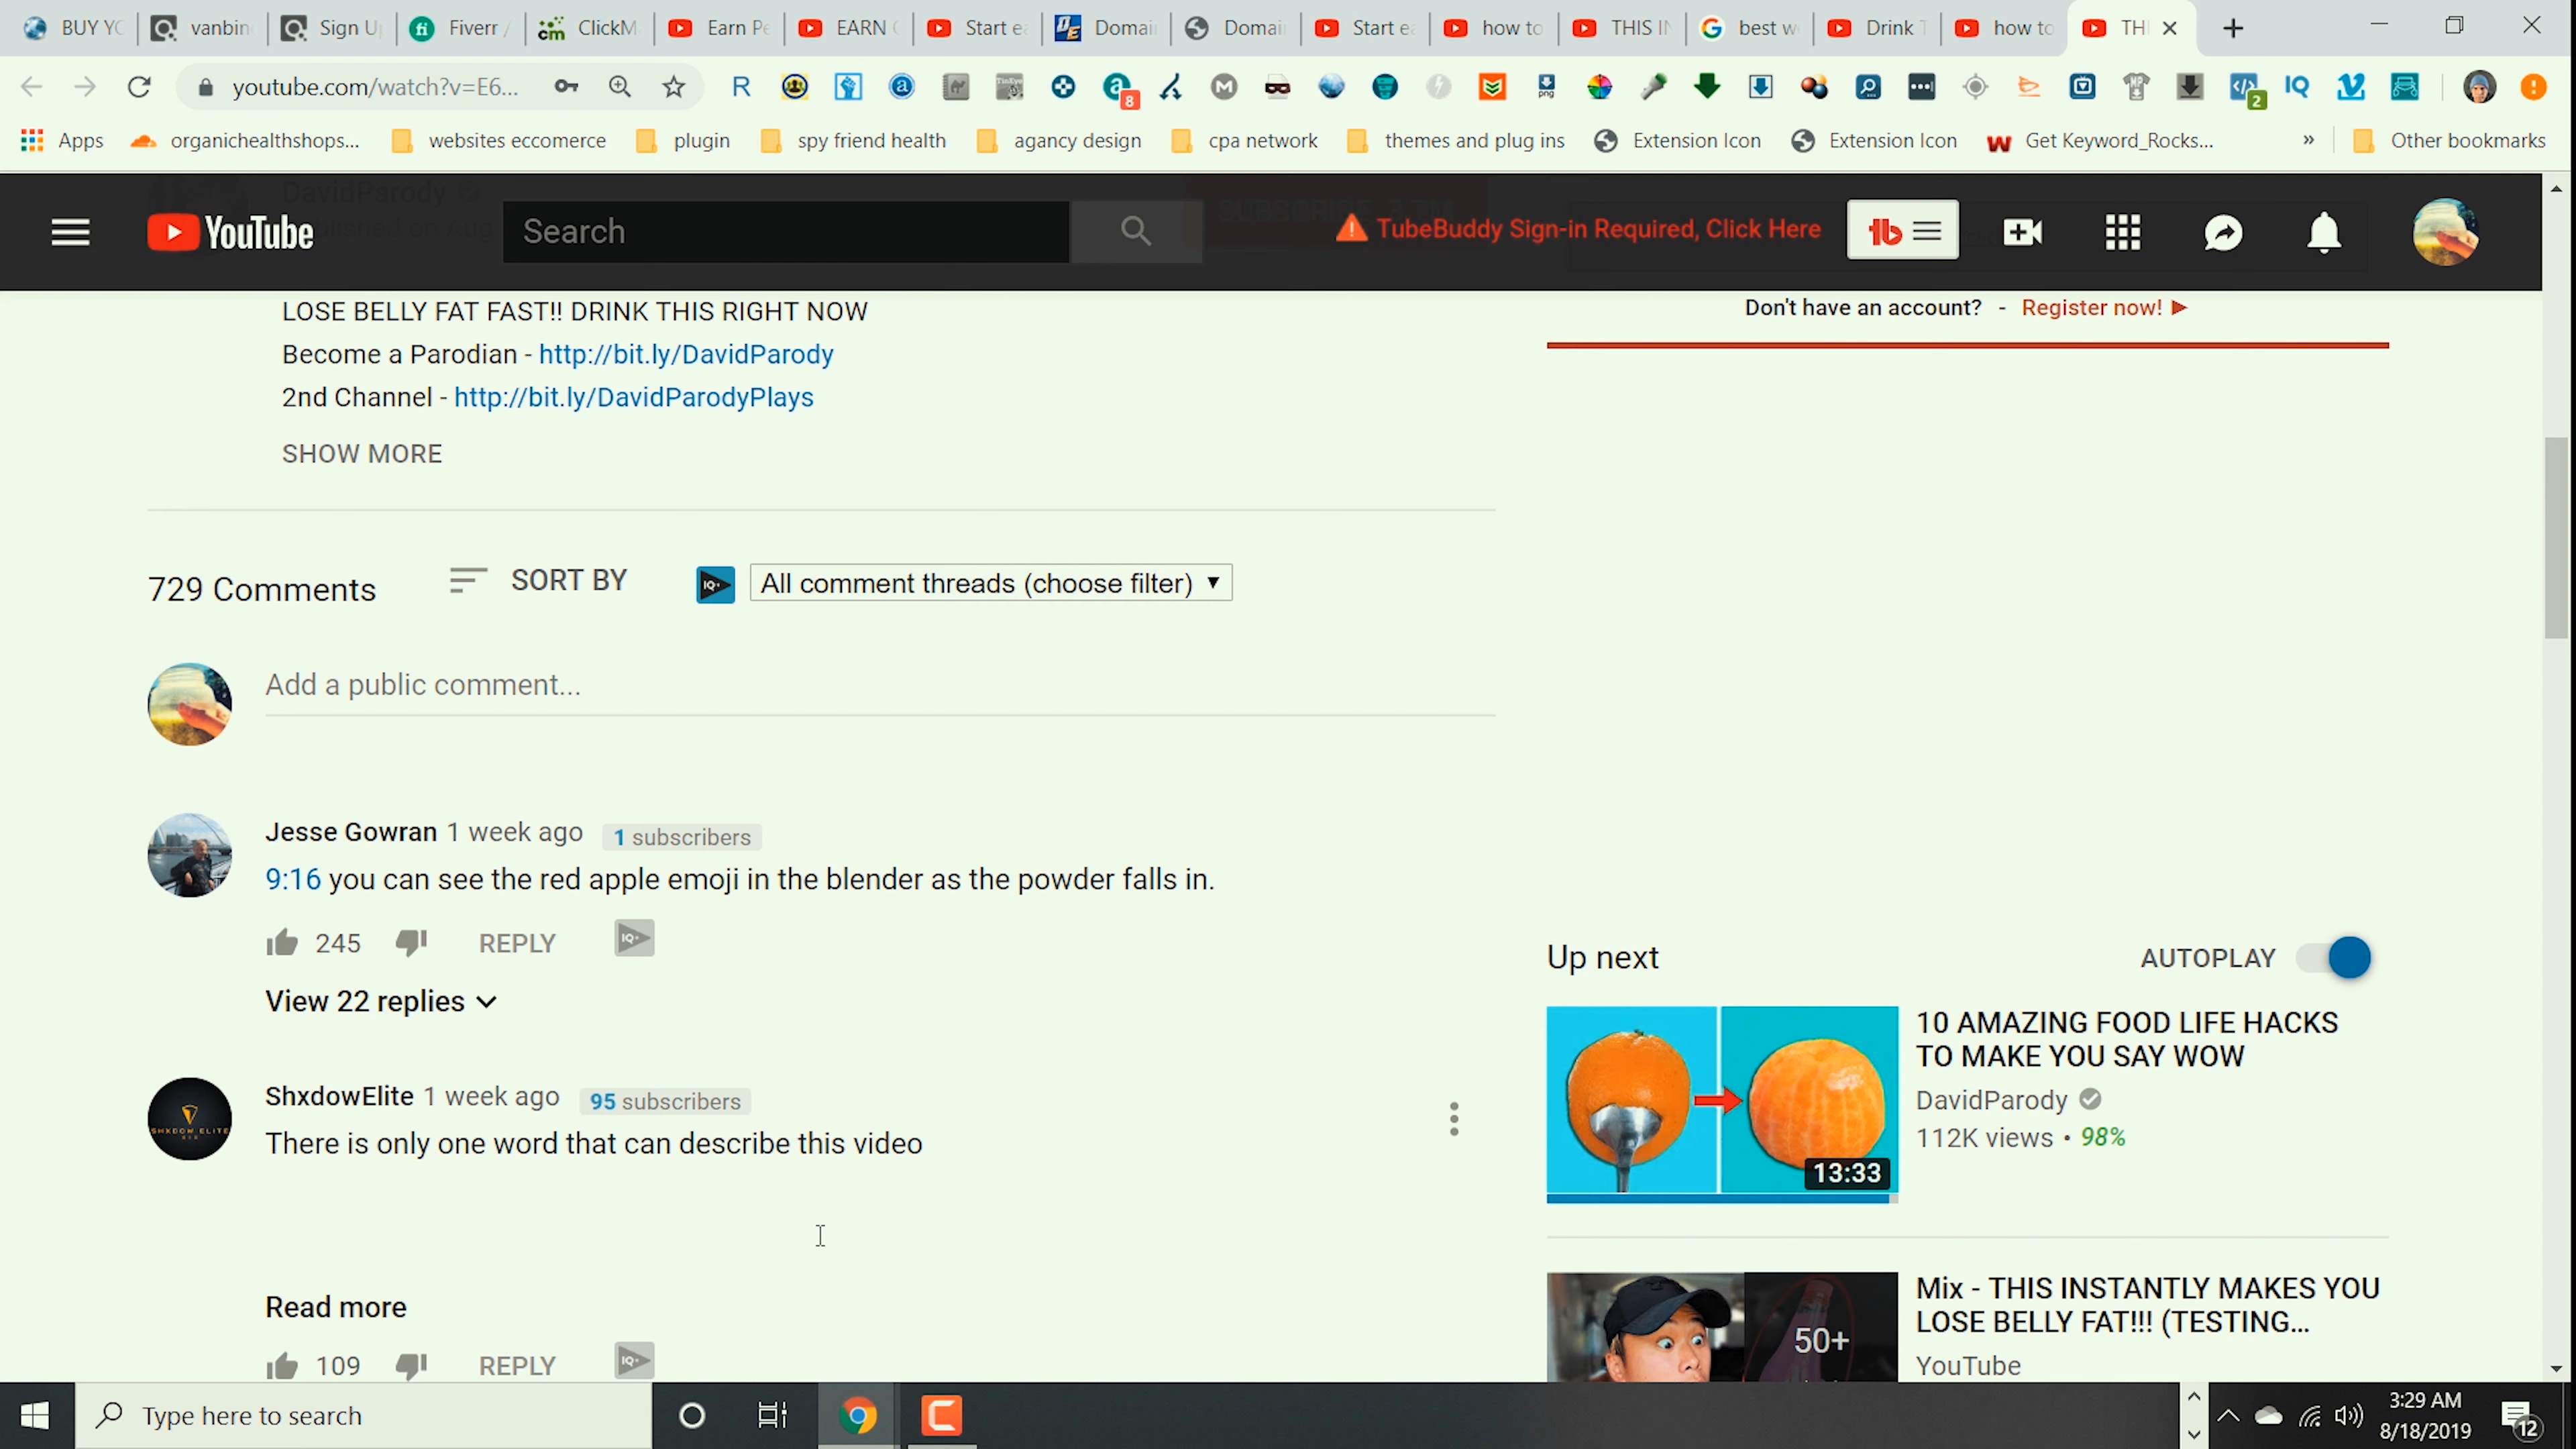 BUY YO
vanbin
Sign U
Fiverr /
ClickM
Earn Pe
EARN
Start ea
Domai
Domai
Start ea
how to
THIS IN
best w
Drink T
how to
TH
youtube.com/watch?v=E6...
Apps
organichealthshops...
websites eccomerce
plugin
spy friend health
agancy design
cpa network
themes and plug ins
Extension Icon
Extension Icon
Get Keyword_Rocks...
»
Other bookmarks
DavidParody
YouTube
Search
TubeBuddy Sign-in Required, Click Here
LOSE BELLY FAT FAST!! DRINK THIS RIGHT NOW
Become a Parodian - http://bit.ly/DavidParody
2nd Channel - http://bit.ly/DavidParodyPlays
SHOW MORE
Don't have an account? - Register now!
729 Comments
SORT BY
All comment threads (choose filter)
Add a public comment...
Jesse Gowran 1 week ago 1 subscribers
9:16 you can see the red apple emoji in the blender as the powder falls in.
245 REPLY
View 22 replies
ShxdowElite 1 week ago 95 subscribers
There is only one word that can describe this video
Read more
109 REPLY
Up next
AUTOPLAY
13:33
10 AMAZING FOOD LIFE HACKS
TO MAKE YOU SAY WOW
DavidParody
112K views • 98%
50+
Mix - THIS INSTANTLY MAKES YOU
LOSE BELLY FAT!!! (TESTING...
YouTube
Type here to search
3:29 AM
8/18/2019
12